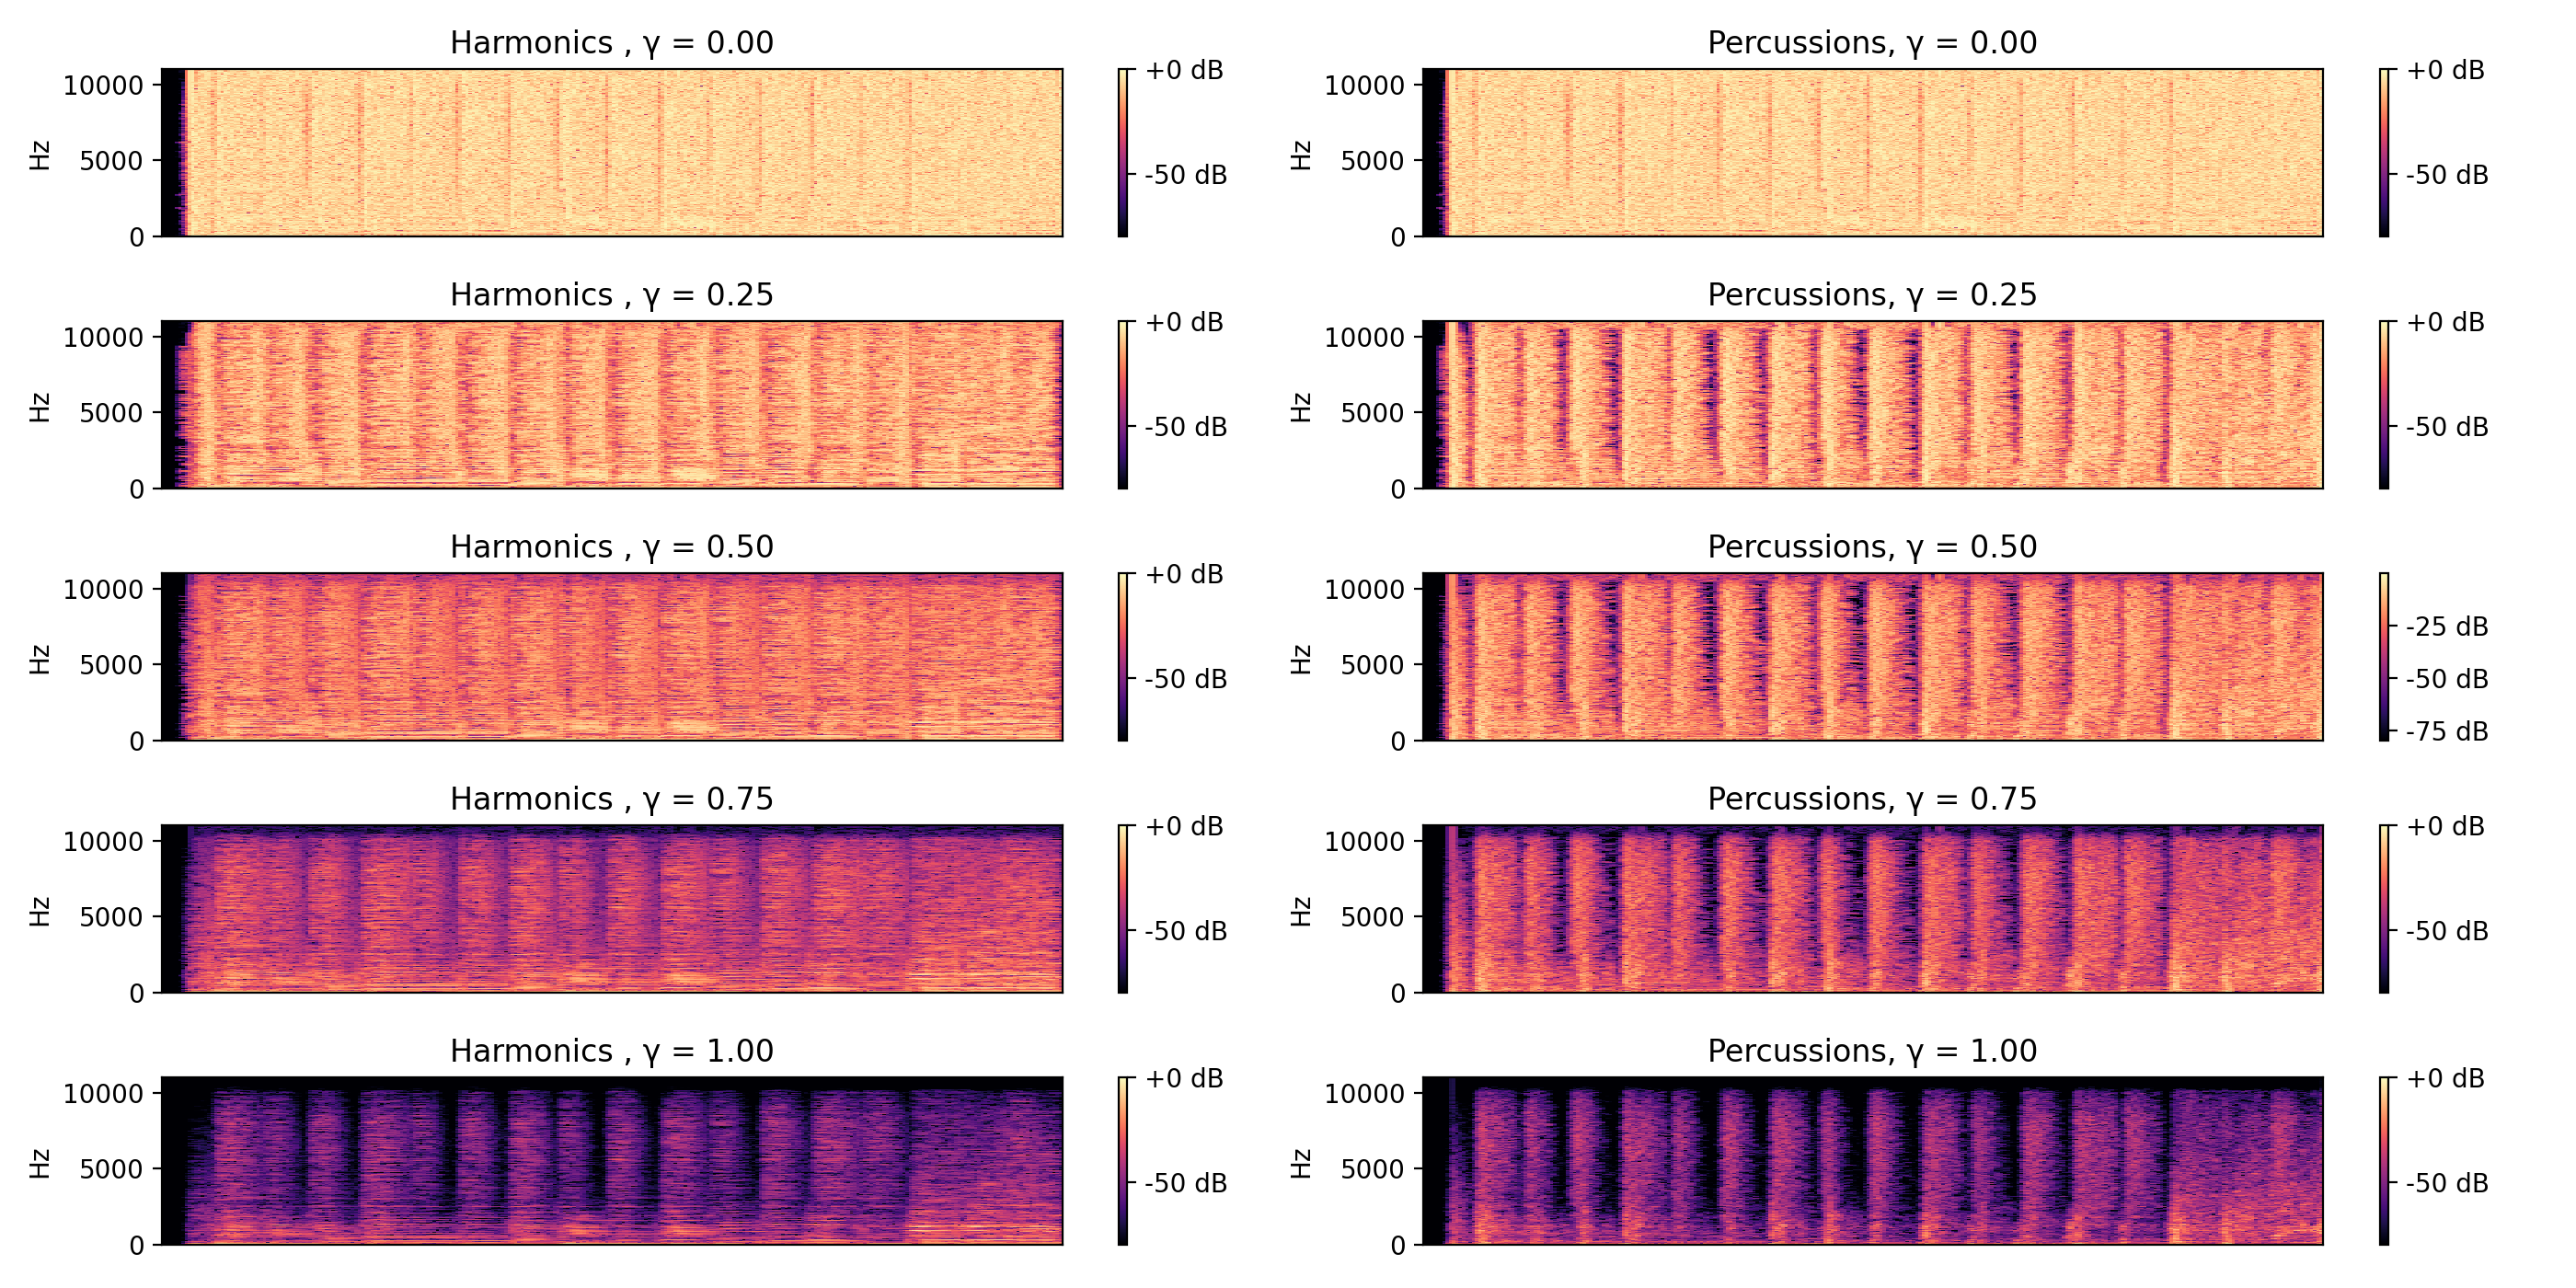 Harmonics , γ = 0.00
10000
5000
0
Hz
+0 dB
-50 dB
Percussions, γ = 0.00
10000
5000
0
Hz
+0 dB
-50 dB
Harmonics , γ = 0.25
10000
5000
0
Hz
+0 dB
-50 dB
Percussions, γ = 0.25
10000
5000
0
Hz
+0 dB
-50 dB
Harmonics , γ = 0.50
10000
5000
0
Hz
+0 dB
-50 dB
Percussions, γ = 0.50
10000
5000
0
Hz
-25 dB
-50 dB
-75 dB
Harmonics , γ = 0.75
10000
5000
0
Hz
+0 dB
-50 dB
Percussions, γ = 0.75
10000
5000
0
Hz
+0 dB
-50 dB
Harmonics , γ = 1.00
10000
5000
0
Hz
+0 dB
-50 dB
Percussions, γ = 1.00
10000
5000
0
Hz
+0 dB
-50 dB